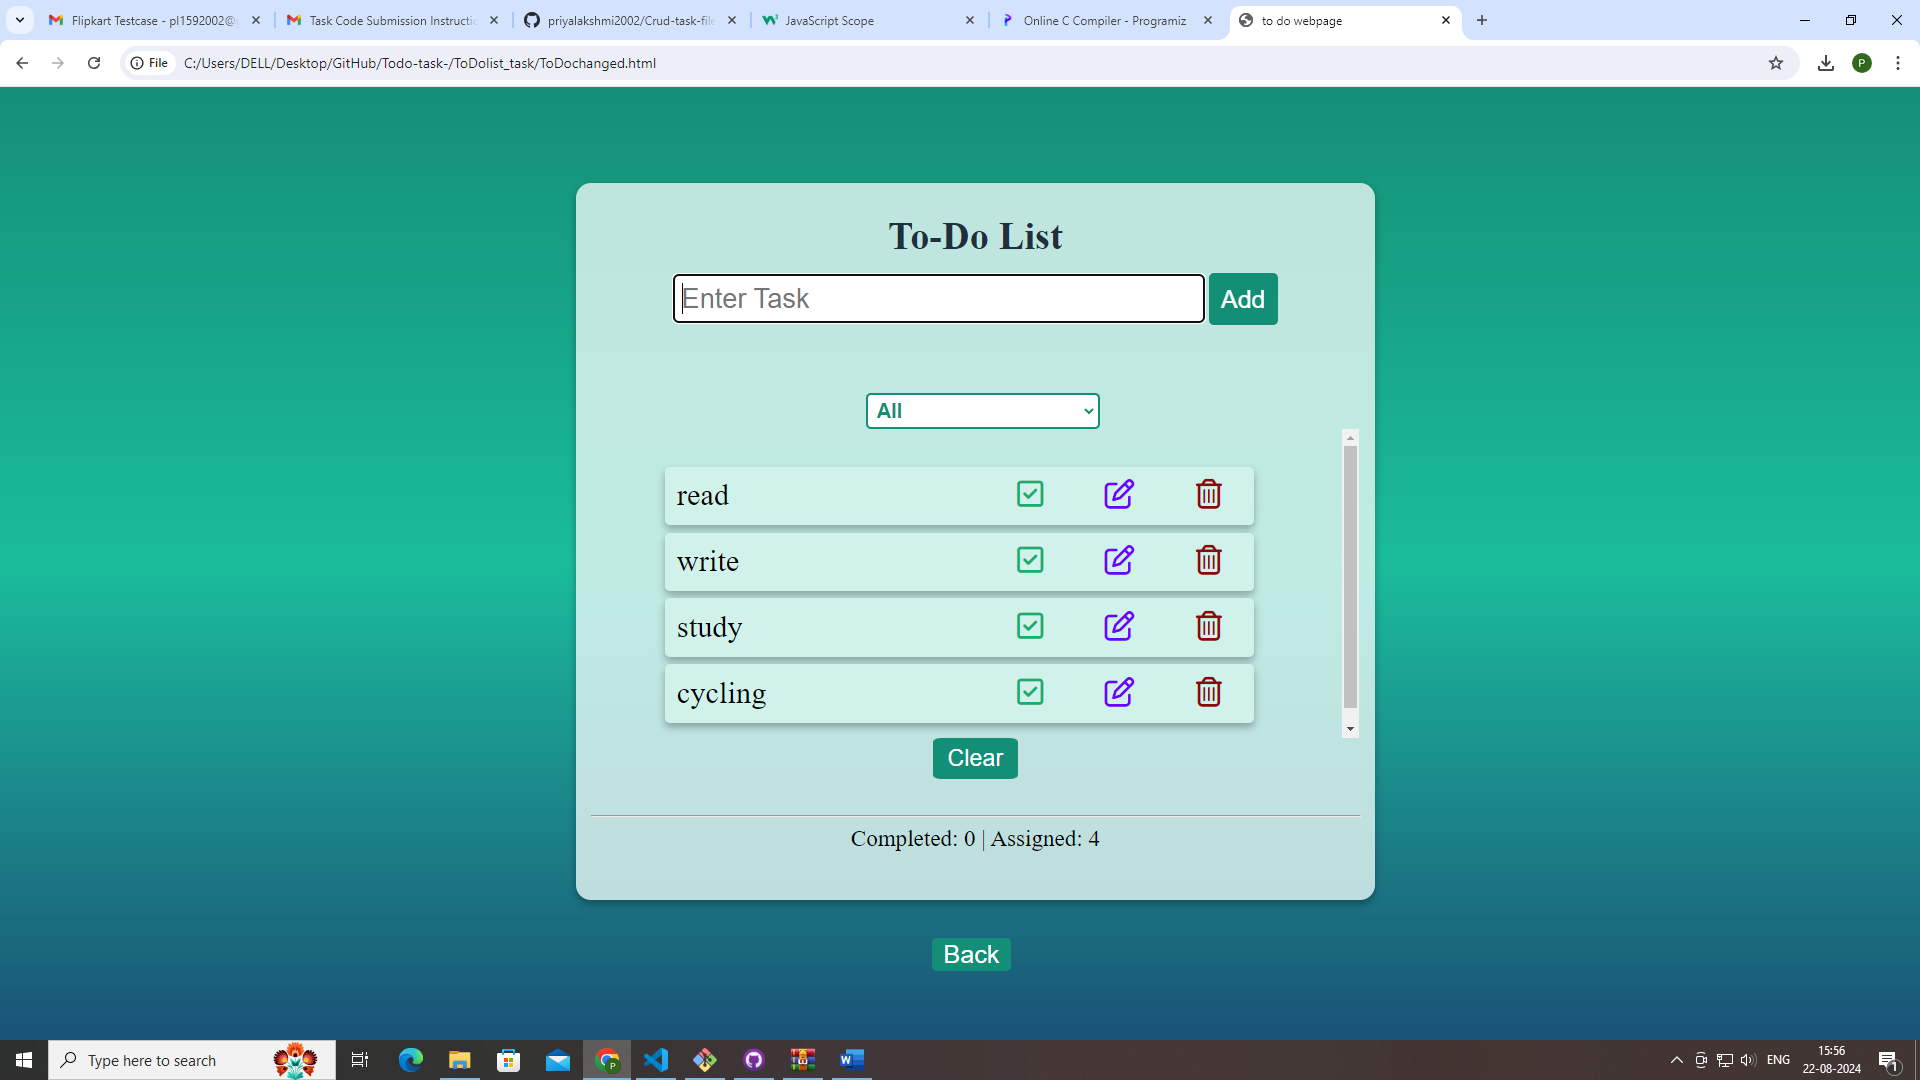 Flipkart Testcase - pl1592002@
Task Code Submission Instructi
priyalakshmi2002/Crud-task-file
JavaScript Scope
Online C Compiler - Programiz
to do webpage
File
C:/Users/DELL/Desktop/GitHub/Todo-task-/ToDolist_task/ToDochanged.html
P
To-Do List
Enter Task
Add
All
read
write
study
cycling
Clear
Completed: 0 | Assigned: 4
Back
Type here to search
ENG
15:56
22-08-2024
1